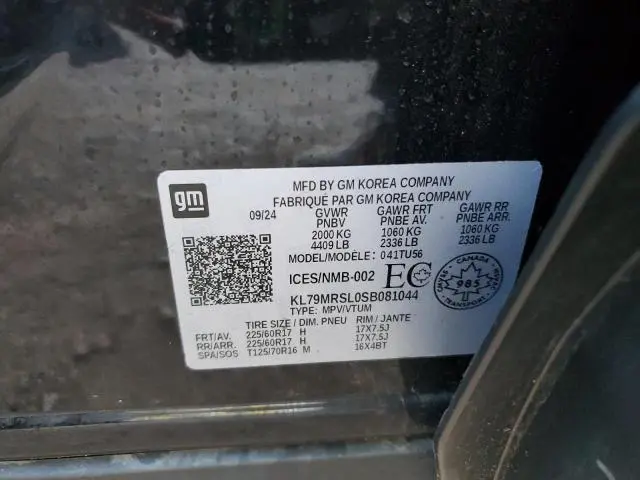 gm
MFD BY GM KOREA COMPANY
FABRIQUÉ PAR GM KOREA COMPANY
09/24 GVWR GAWR FRT GAWR RR
PNBV PNBE AV. PNBE ARR.
2000 KG 1060 KG 1060 KG
4409 LB 2336 LB 2336 LB
MODEL/MODÈLE: 041TU56
ICES/NMB-002 EC
CANADA
985
TRANSPORT
KL79MRSL0SB081044
TYPE: MPV/VTUM
TIRE SIZE / DIM. PNEU RIM / JANTE
FRT/AV. 225/60R17 H 17X7.5J
RR/ARR. 225/60R17 H 17X7.5J
SPA/SOS T125/70R16 M 16X4BT